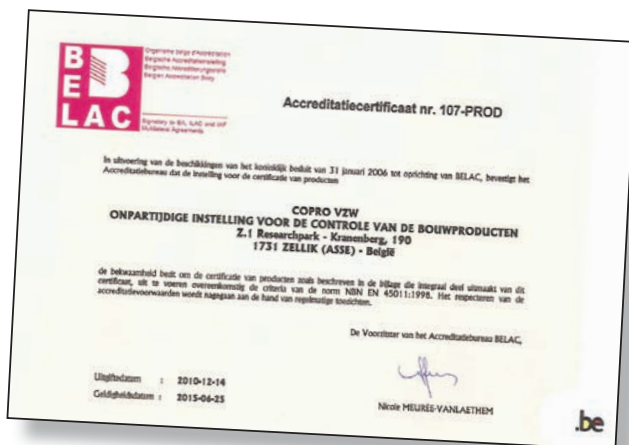 B
E
LAC
Organisme belge d'Accréditation
Belgische Accreditatieinstelling
Belgische Akkreditierungsstelle
Belgian Accreditation Body
Signatory to EA, ILAC and IAF
Multilateral Agreements
Accreditatiecertificaat nr. 107-PROD
In uitvoering van de beschikkingen van het koninklijk besluit van 31 januari 2006 tot oprichting van BELAC, bevestigt het
Accreditatiebureau dat de instelling voor de certificatie van producten
COPRO VZW
ONPARTIJDIGE INSTELLING VOOR DE CONTROLE VAN DE BOUWPRODUCTEN
Z.1 Researchpark - Kranenberg, 190
1731 ZELLIK (ASSE) - België
de bekwaamheid bezit om de certificatie van producten zoals beschreven in de bijlage die integraal deel uitmaakt van dit
certificaat, uit te voeren overeenkomstig de criteria van de norm NBN EN 45011:1998. Het respecteren van de
accreditatievoorwaarden wordt nagegaan aan de hand van regelmatige toezichten.
De Voorzitster van het Accreditatiebureau BELAC,
Uitgiftedatum : 2010-12-14
Geldigheidsdatum : 2015-06-25
Nicole MEURÉE-VANLAETHEM
.be